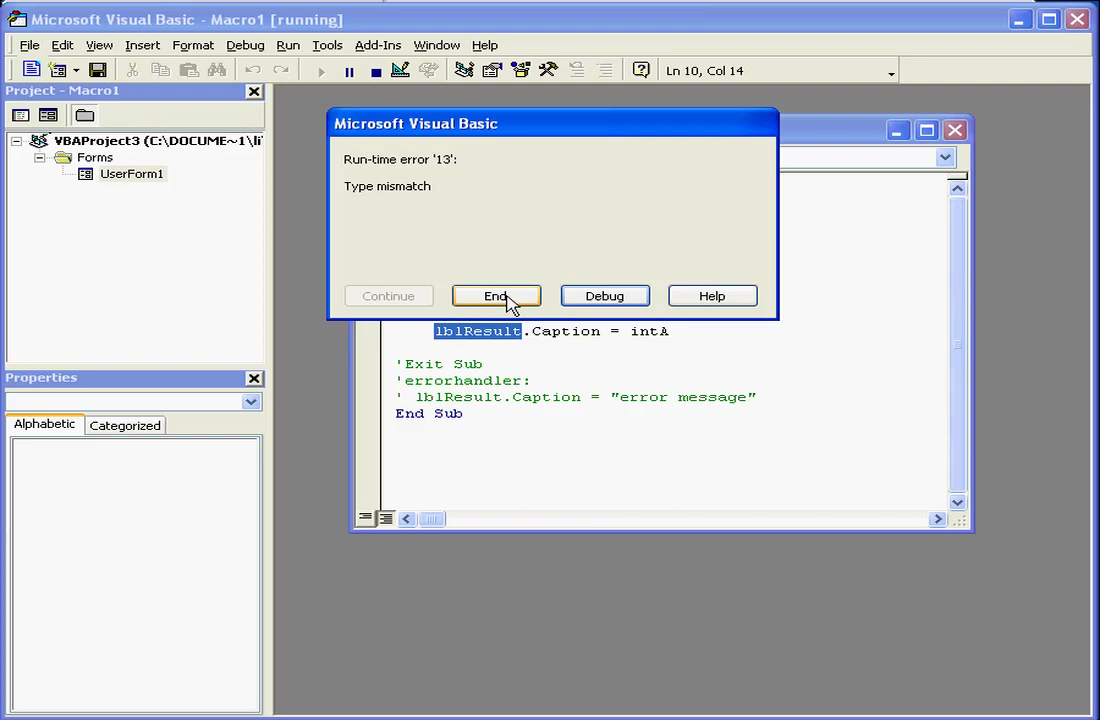 Microsoft Visual Basic - Macro1 [running]
File Edit View Insert Format Debug Run Tools Add-Ins Window Help
Ln 10, Col 14
Project - Macro1
VBAProject3 (C:\DOCUME~1\li
Forms
UserForm1
Microsoft Visual Basic
Run-time error '13':
Type mismatch
Continue End Debug Help
lblResult.Caption = intA
'Exit Sub
'errorhandler:
' lblResult.Caption = "error message"
End Sub
Properties
Alphabetic Categorized